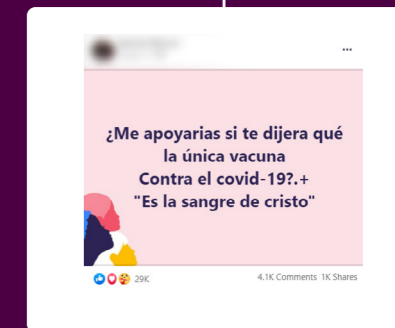 ...
¿Me apoyarias si te dijera qué
la única vacuna
Contra el covid-19?.+
"Es la sangre de cristo"
29K 4.1K Comments 1K Shares